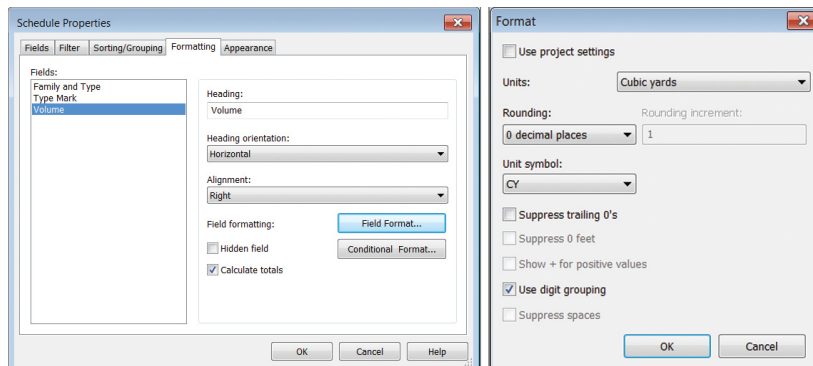 Schedule Properties
Fields Filter Sorting/Grouping Formatting Appearance
Fields:
Family and Type
Type Mark
Volume
Heading:
Volume
Heading orientation:
Horizontal
Alignment:
Right
Field formatting:
Field Format...
Hidden field
Conditional Format...
Calculate totals
OK Cancel Help
Format
Use project settings
Units: Cubic yards
Rounding: Rounding increment:
0 decimal places 1
Unit symbol:
CY
Suppress trailing 0's
Suppress 0 feet
Show + for positive values
Use digit grouping
Suppress spaces
OK Cancel